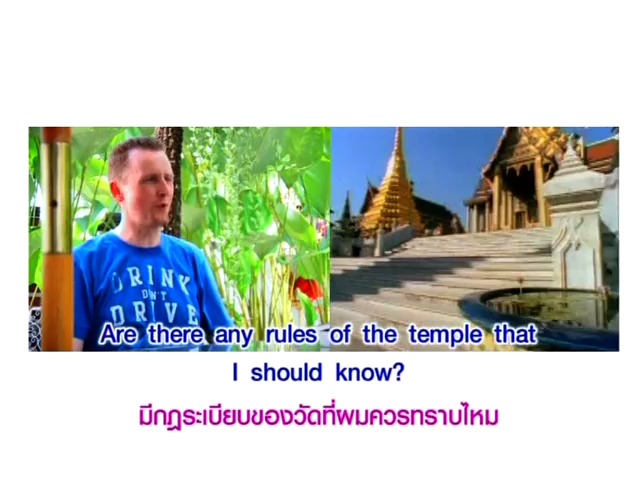 DRINK
DON'T
DRIVE
Are there any rules of the temple that
I should know?
มีกฎระเบียบของวัดที่ผมควรทราบไหม